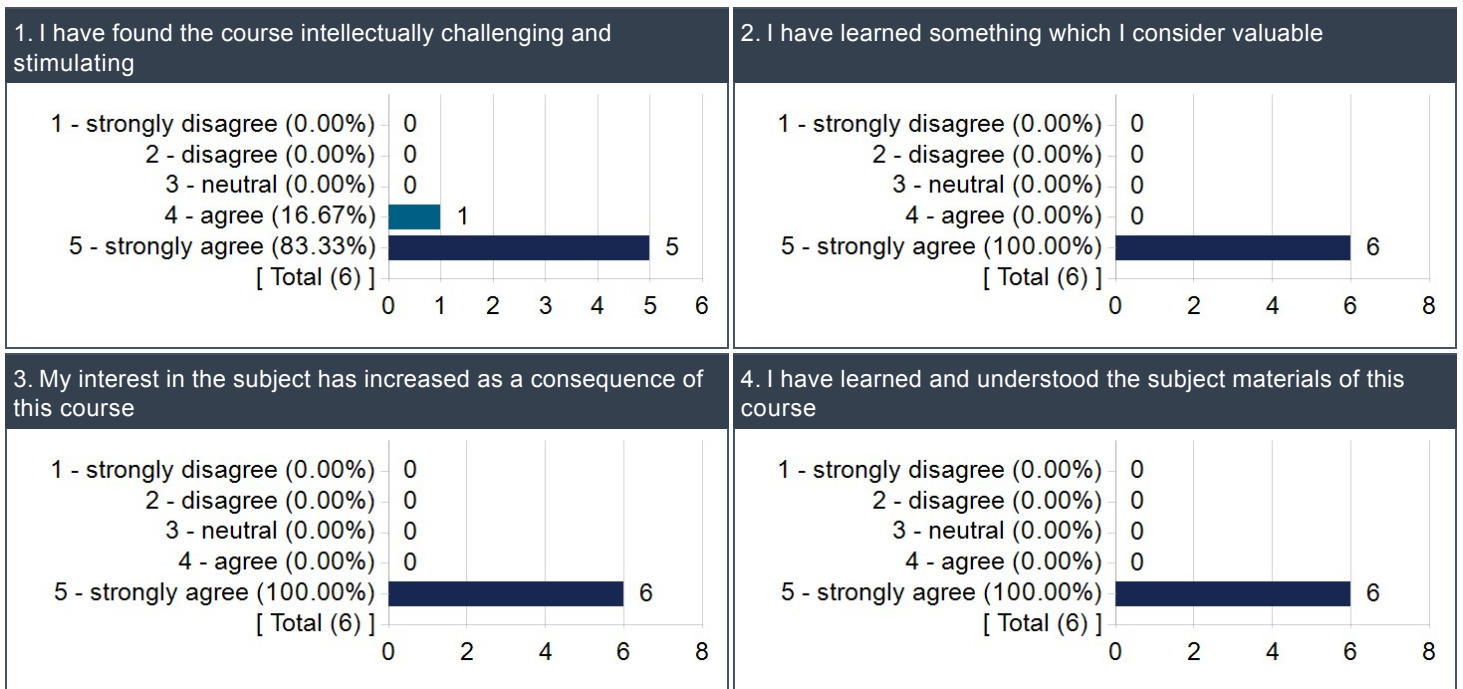 1. I have found the course intellectually challenging and
stimulating
1 - strongly disagree (0.00%) 0
2 - disagree (0.00%) 0
3 - neutral (0.00%) 0
4 - agree (16.67%) 1
5 - strongly agree (83.33%) 5
[ Total (6) ]
0 1 2 3 4 5 6
2. I have learned something which I consider valuable
1 - strongly disagree (0.00%) 0
2 - disagree (0.00%) 0
3 - neutral (0.00%) 0
4 - agree (0.00%) 0
5 - strongly agree (100.00%) 6
[ Total (6) ]
0 2 4 6 8
3. My interest in the subject has increased as a consequence of
this course
1 - strongly disagree (0.00%) 0
2 - disagree (0.00%) 0
3 - neutral (0.00%) 0
4 - agree (0.00%) 0
5 - strongly agree (100.00%) 6
[ Total (6) ]
0 2 4 6 8
4. I have learned and understood the subject materials of this
course
1 - strongly disagree (0.00%) 0
2 - disagree (0.00%) 0
3 - neutral (0.00%) 0
4 - agree (0.00%) 0
5 - strongly agree (100.00%) 6
[ Total (6) ]
0 2 4 6 8